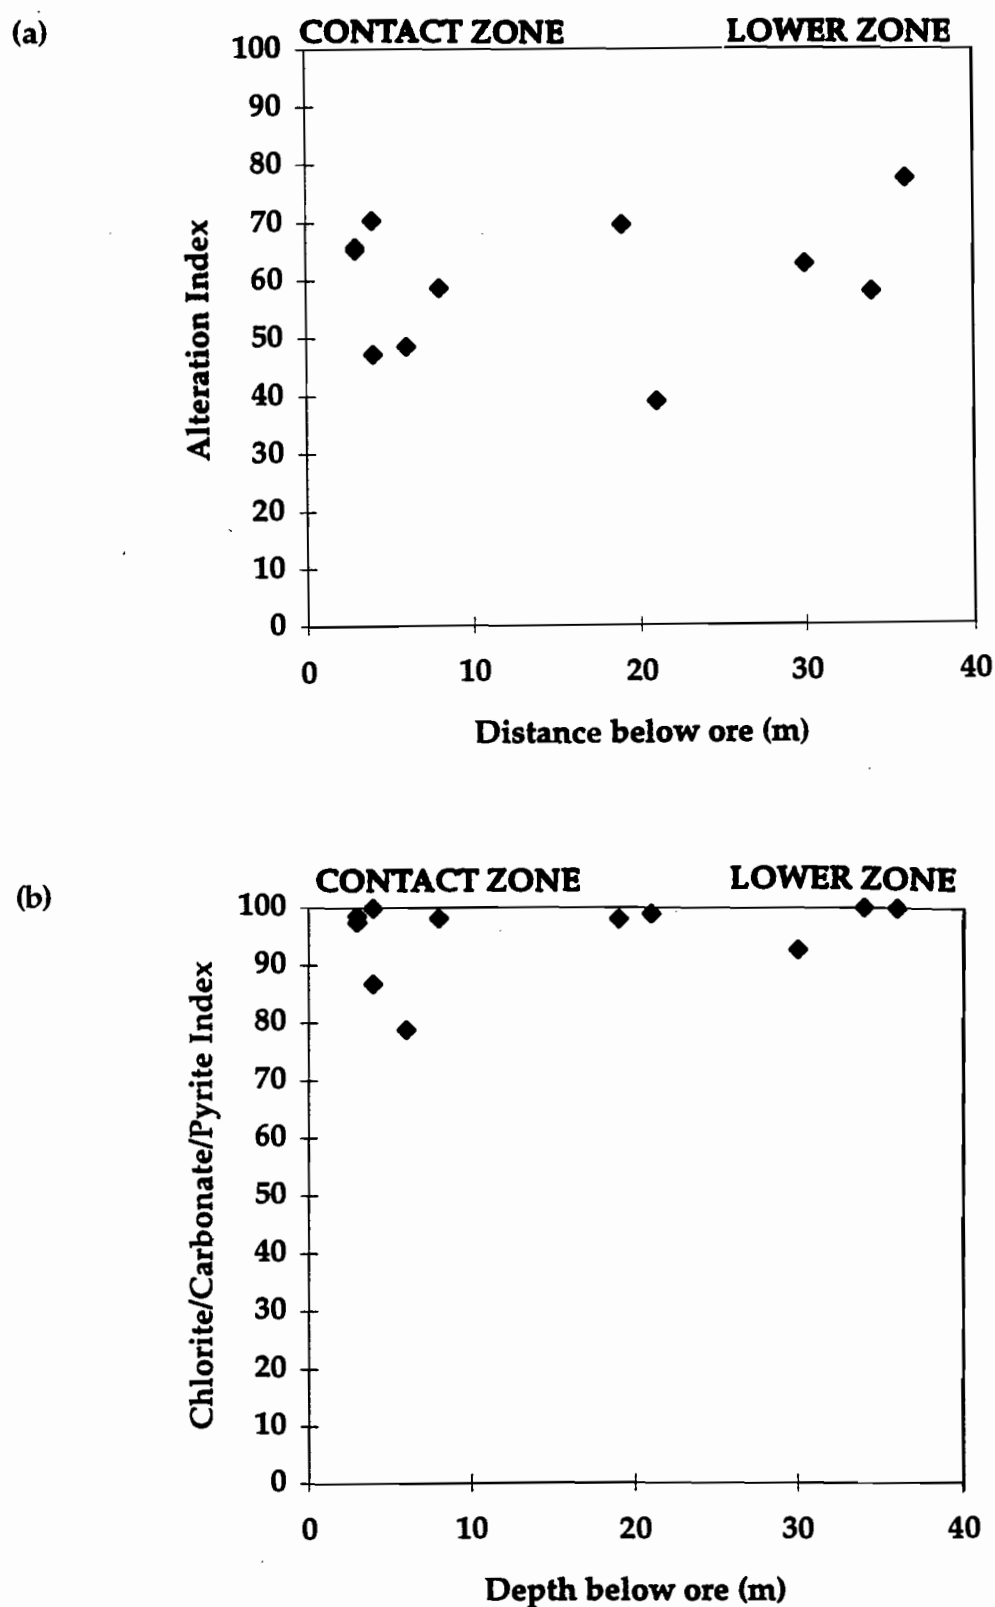 (a)
CONTACT ZONE LOWER ZONE
100
90
80
70
60
50
40
30
20
10
0
Alteration Index
0 10 20 30 40
Distance below ore (m)
(b)
CONTACT ZONE LOWER ZONE
100
90
80
70
60
50
40
30
20
10
0
Chlorite/Carbonate/Pyrite Index
0 10 20 30 40
Depth below ore (m)